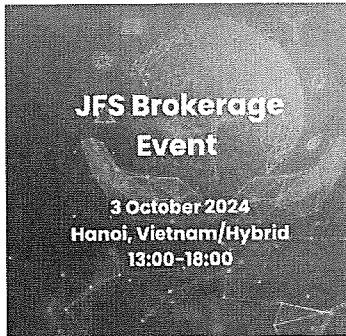 JFS Brokerage
Event
3 October 2024
Hanoi, Vietnam/Hybrid
13:00-18:00